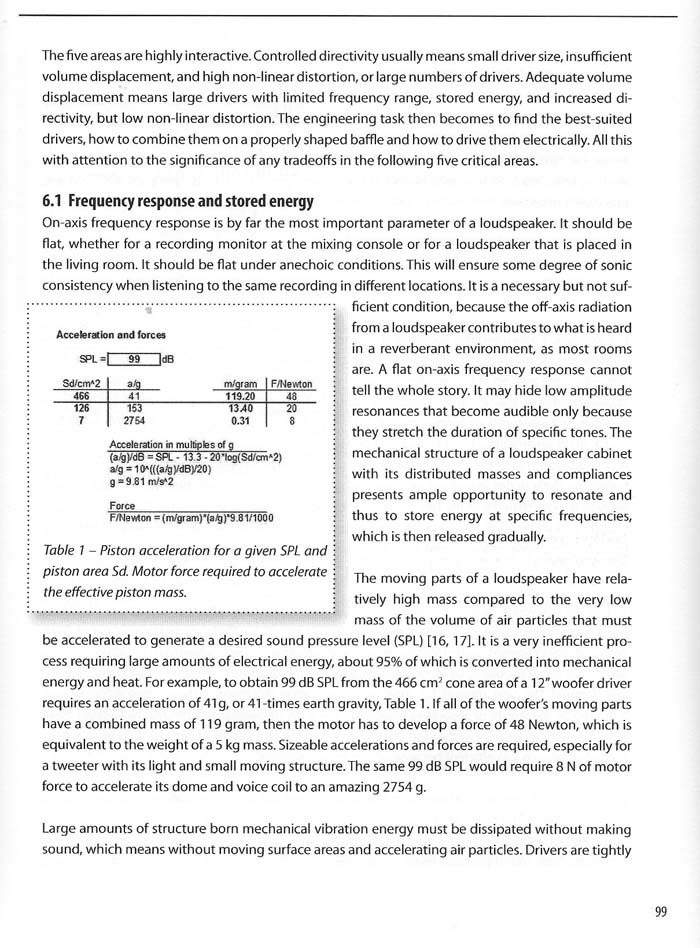 The five areas are highly interactive. Controlled directivity usually means small driver size, insufficient
volume displacement, and high non-linear distortion, or large numbers of drivers. Adequate volume
displacement means large drivers with limited frequency range, stored energy, and increased di-
rectivity, but low non-linear distortion. The engineering task then becomes to find the best-suited
drivers, how to combine them on a properly shaped baffle and how to drive them electrically. All this
with attention to the significance of any tradeoffs in the following five critical areas.
6.1 Frequency response and stored energy
On-axis frequency response is by far the most important parameter of a loudspeaker. It should be
flat, whether for a recording monitor at the mixing console or for a loudspeaker that is placed in
the living room. It should be flat under anechoic conditions. This will ensure some degree of sonic
consistency when listening to the same recording in different locations. It is a necessary but not suf-
ficient condition, because the off-axis radiation
from a loudspeaker contributes to what is heard
in a reverberant environment, as most rooms
are. A flat on-axis frequency response cannot
tell the whole story. It may hide low amplitude
resonances that become audible only because
they stretch the duration of specific tones. The
mechanical structure of a loudspeaker cabinet
with its distributed masses and compliances
presents ample opportunity to resonate and
thus to store energy at specific frequencies,
which is then released gradually.
Acceleration and forces
SPL = 99 dB
Sd/cm^2 a/g m/gram F/Newton
466 41 119.20 48
126 153 13.40 20
7 2754 0.31 8
Acceleration in multiples of g
(a/g)/dB = SPL - 13.3 - 20*log(Sd/cm^2)
a/g = 10^(((a/g)/dB)/20)
g = 9.81 m/s^2
Force
F/Newton = (m/gram)*(a/g)*9.81/1000
Table 1 – Piston acceleration for a given SPL and
piston area Sd. Motor force required to accelerate
the effective piston mass.
The moving parts of a loudspeaker have rela-
tively high mass compared to the very low
mass of the volume of air particles that must
be accelerated to generate a desired sound pressure level (SPL) [16, 17]. It is a very inefficient pro-
cess requiring large amounts of electrical energy, about 95% of which is converted into mechanical
energy and heat. For example, to obtain 99 dB SPL from the 466 cm² cone area of a 12" woofer driver
requires an acceleration of 41g, or 41-times earth gravity, Table 1. If all of the woofer's moving parts
have a combined mass of 119 gram, then the motor has to develop a force of 48 Newton, which is
equivalent to the weight of a 5 kg mass. Sizeable accelerations and forces are required, especially for
a tweeter with its light and small moving structure. The same 99 dB SPL would require 8 N of motor
force to accelerate its dome and voice coil to an amazing 2754 g.
Large amounts of structure born mechanical vibration energy must be dissipated without making
sound, which means without moving surface areas and accelerating air particles. Drivers are tightly
99